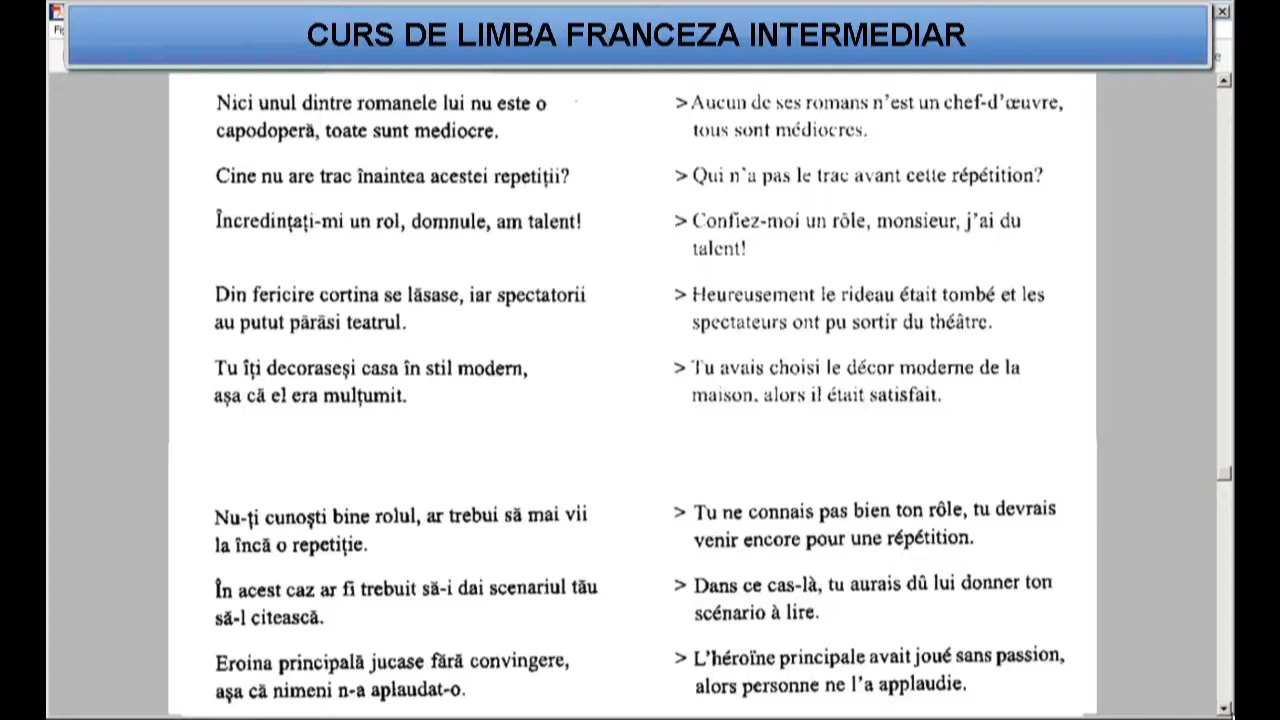 CURS DE LIMBA FRANCEZA INTERMEDIAR
Nici unul dintre romanele lui nu este o
capodoperă, toate sunt mediocre.
> Aucun de ses romans n'est un chef-d'œuvre,
tous sont médiocres.
Cine nu are trac înaintea acestei repetiţii?
> Qui n'a pas le trac avant cette répétition?
Încredinţaţi-mi un rol, domnule, am talent!
> Confiez-moi un rôle, monsieur, j'ai du
talent!
Din fericire cortina se lăsase, iar spectatorii
au putut părăsi teatrul.
> Heureusement le rideau était tombé et les
spectateurs ont pu sortir du théâtre.
Tu îţi decoraseşi casa în stil modern,
aşa că el era mulţumit.
> Tu avais choisi le décor moderne de la
maison, alors il était satisfait.
Nu-ţi cunoşti bine rolul, ar trebui să mai vii
la încă o repetiţie.
> Tu ne connais pas bien ton rôle, tu devrais
venir encore pour une répétition.
În acest caz ar fi trebuit să-i dai scenariul tău
să-l citească.
> Dans ce cas-là, tu aurais dû lui donner ton
scénario à lire.
Eroina principală jucase fără convingere,
aşa că nimeni n-a aplaudat-o.
> L'héroïne principale avait joué sans passion,
alors personne ne l'a applaudie.